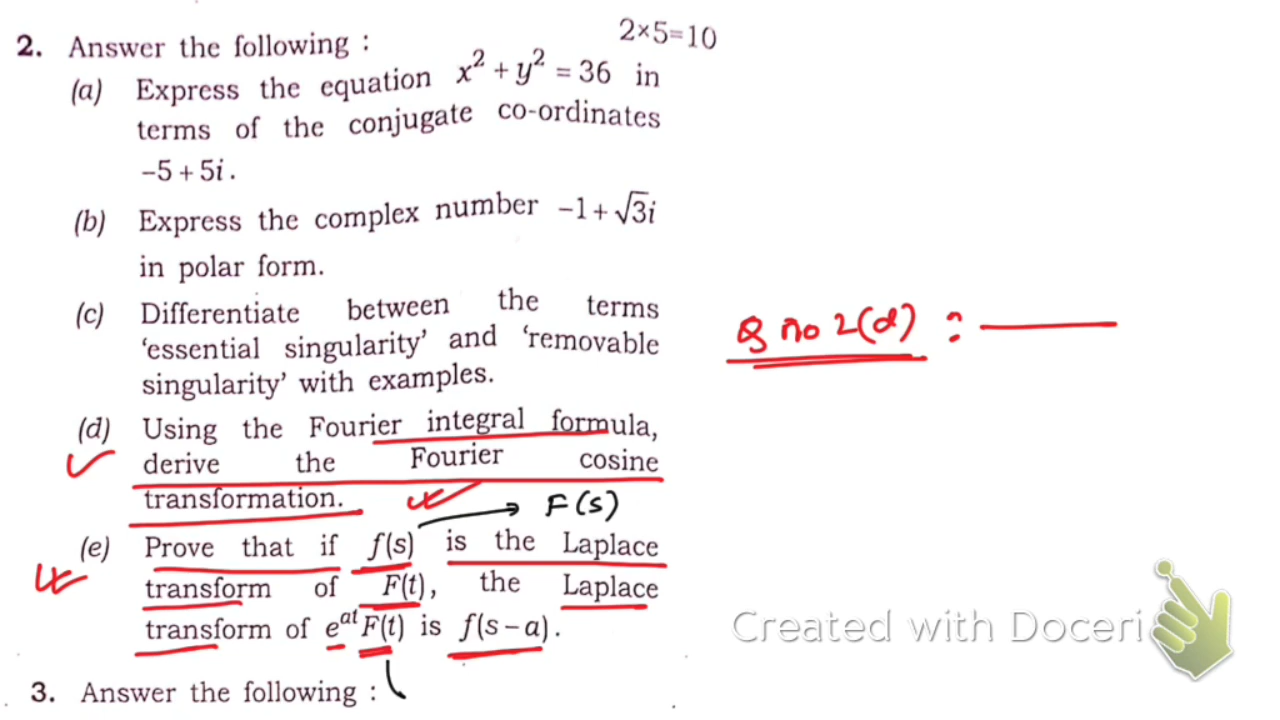 2×5=10
2. Answer the following :
(a) Express the equation x² + y² = 36 in
terms of the conjugate co-ordinates
−5 + 5i.
(b) Express the complex number −1 + √3i
in polar form.
(c) Differentiate between the terms
‘essential singularity’ and ‘removable
singularity’ with examples.
(d) Using the Fourier integral formula,
derive the Fourier cosine
transformation.
F(s)
(e) Prove that if f(s) is the Laplace
transform of F(t), the Laplace
transform of e^{at} F(t) is f(s − a).
3. Answer the following :
Q no 2(d) :
Created with Doceri